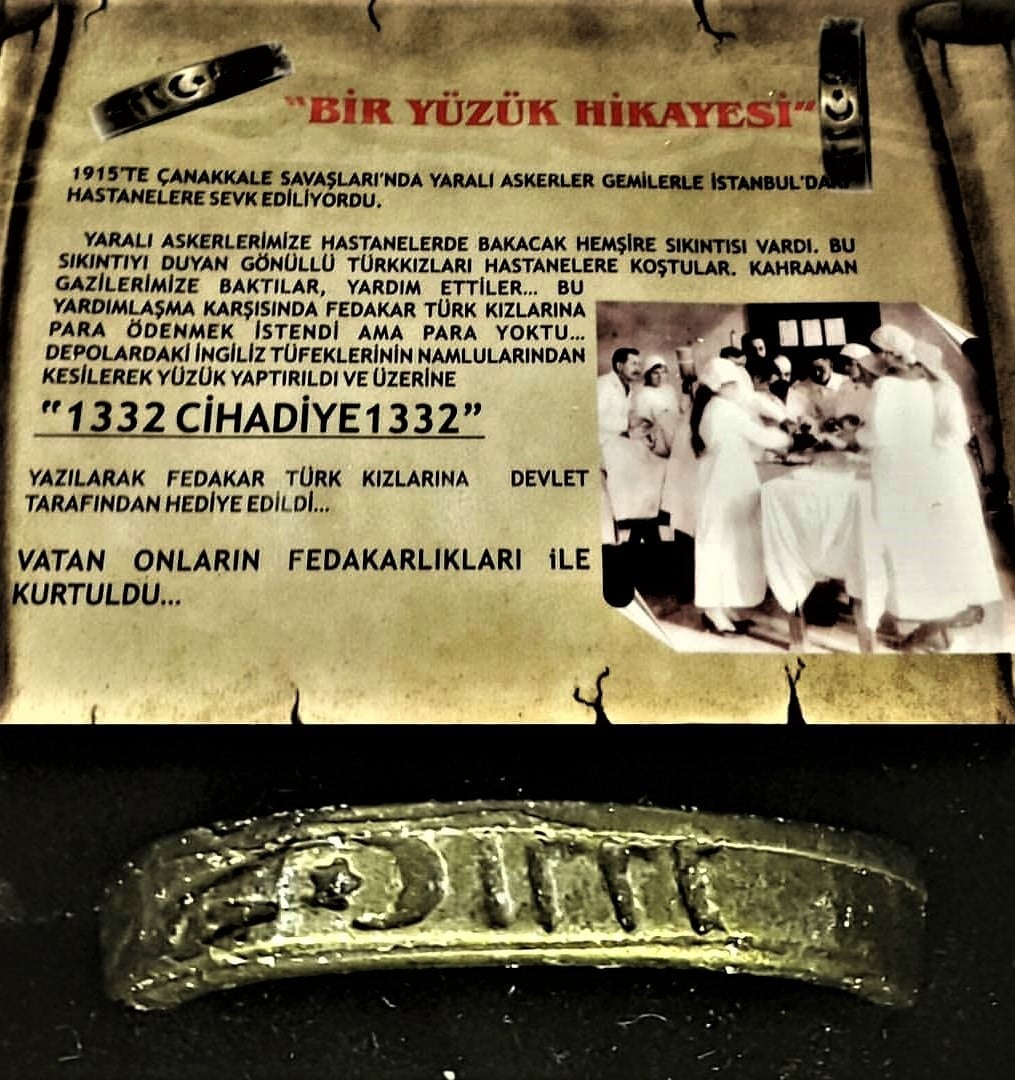 "BİR YÜZÜK HİKAYESİ"
1915'TE ÇANAKKALE SAVAŞLARI'NDA YARALI ASKERLER GEMİLERLE İSTANBUL'DAKİ
HASTANELERE SEVK EDİLİYORDU.
YARALI ASKERLERİMİZE HASTANELERDE BAKACAK HEMŞİRE SIKINTISI VARDI. BU
SIKINTIYI DUYAN GÖNÜLLÜ TÜRKKIZLARI HASTANELERE KOŞTULAR. KAHRAMAN
GAZİLERİMİZE BAKTILAR, YARDIM ETTİLER... BU
YARDIMLAŞMA KARŞISINDA FEDAKAR TÜRK KIZLARINA
PARA ÖDENMEK İSTENDİ AMA PARA YOKTU...
DEPOLARDAKİ İNGİLİZ TÜFEKLERİNİN NAMLULARINDAN
KESİLEREK YÜZÜK YAPTIRILDI VE ÜZERİNE
"1332 CİHADİYE1332"
YAZILARAK FEDAKAR TÜRK KIZLARINA DEVLET
TARAFINDAN HEDİYE EDİLDİ...
VATAN ONLARIN FEDAKARLIKLARI iLE
KURTULDU...
١٣٣٢